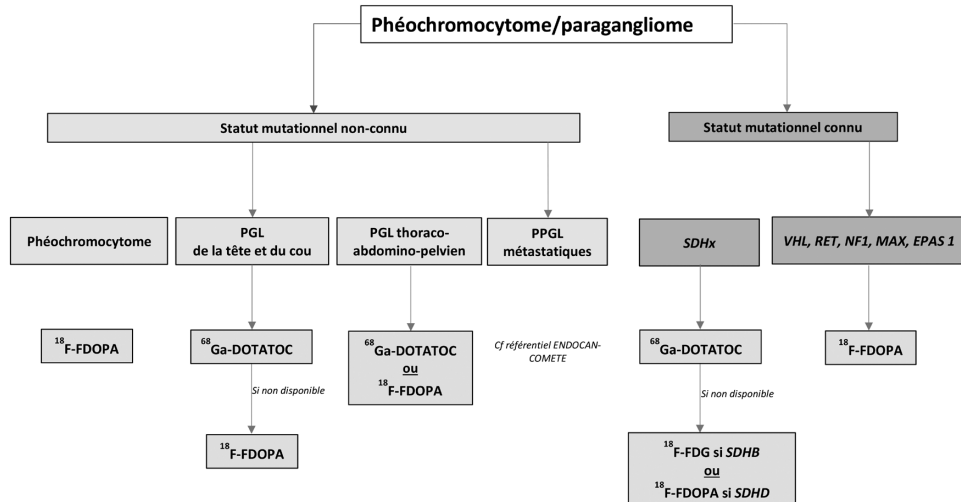 Phéochromocytome/paragangliome
Statut mutationnel non-connu
Statut mutationnel connu
Phéochromocytome
PGL
de la tête et du cou
PGL thoraco-
abdomino-pelvien
PPGL
métastatiques
SDHx
VHL, RET, NF1, MAX, EPAS 1
18F-FDOPA
68Ga-DOTATOC
68Ga-DOTATOC
ou
18F-FDOPA
Cf référentiel ENDOCAN-
COMETE
68Ga-DOTATOC
18F-FDOPA
Si non disponible
Si non disponible
18F-FDOPA
18F-FDG si SDHB
ou
18F-FDOPA si SDHD